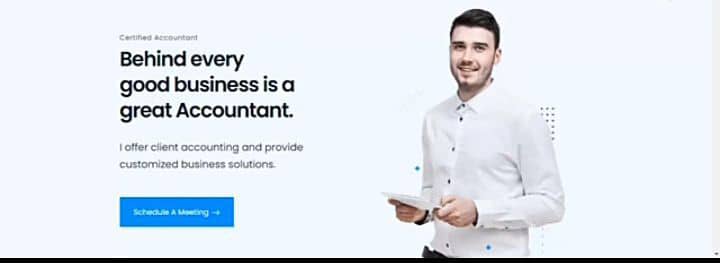 Certified Accountant
Behind every
good business is a
great Accountant.
I offer client accounting and provide
customized business solutions.
Schedule A Meeting →